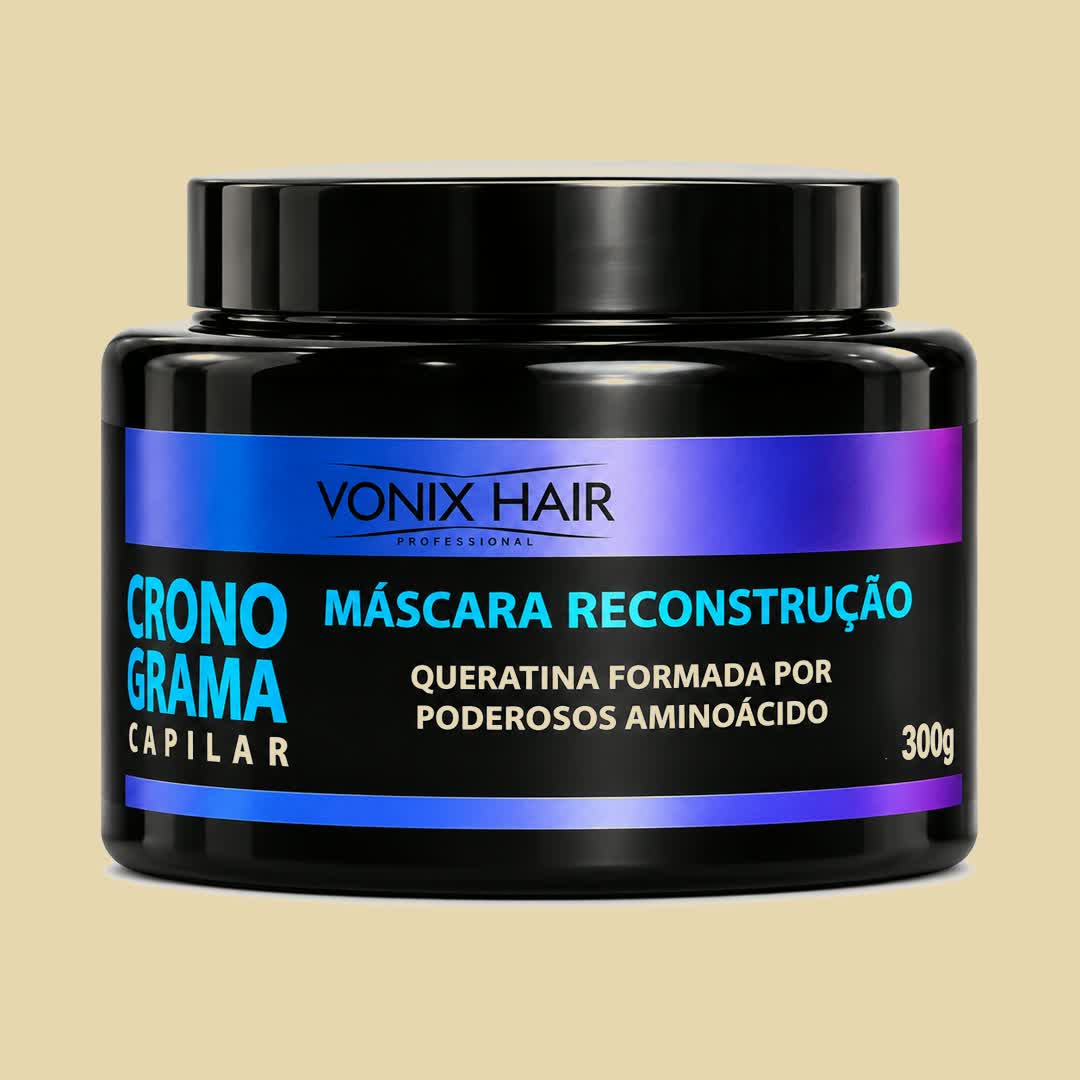 VONIX HAIR
PROFESSIONAL
CRONO
GRAMA
CAPILAR
MÁSCARA RECONSTRUÇÃO
QUERATINA FORMADA POR
PODEROSOS AMINOÁCIDO
300g